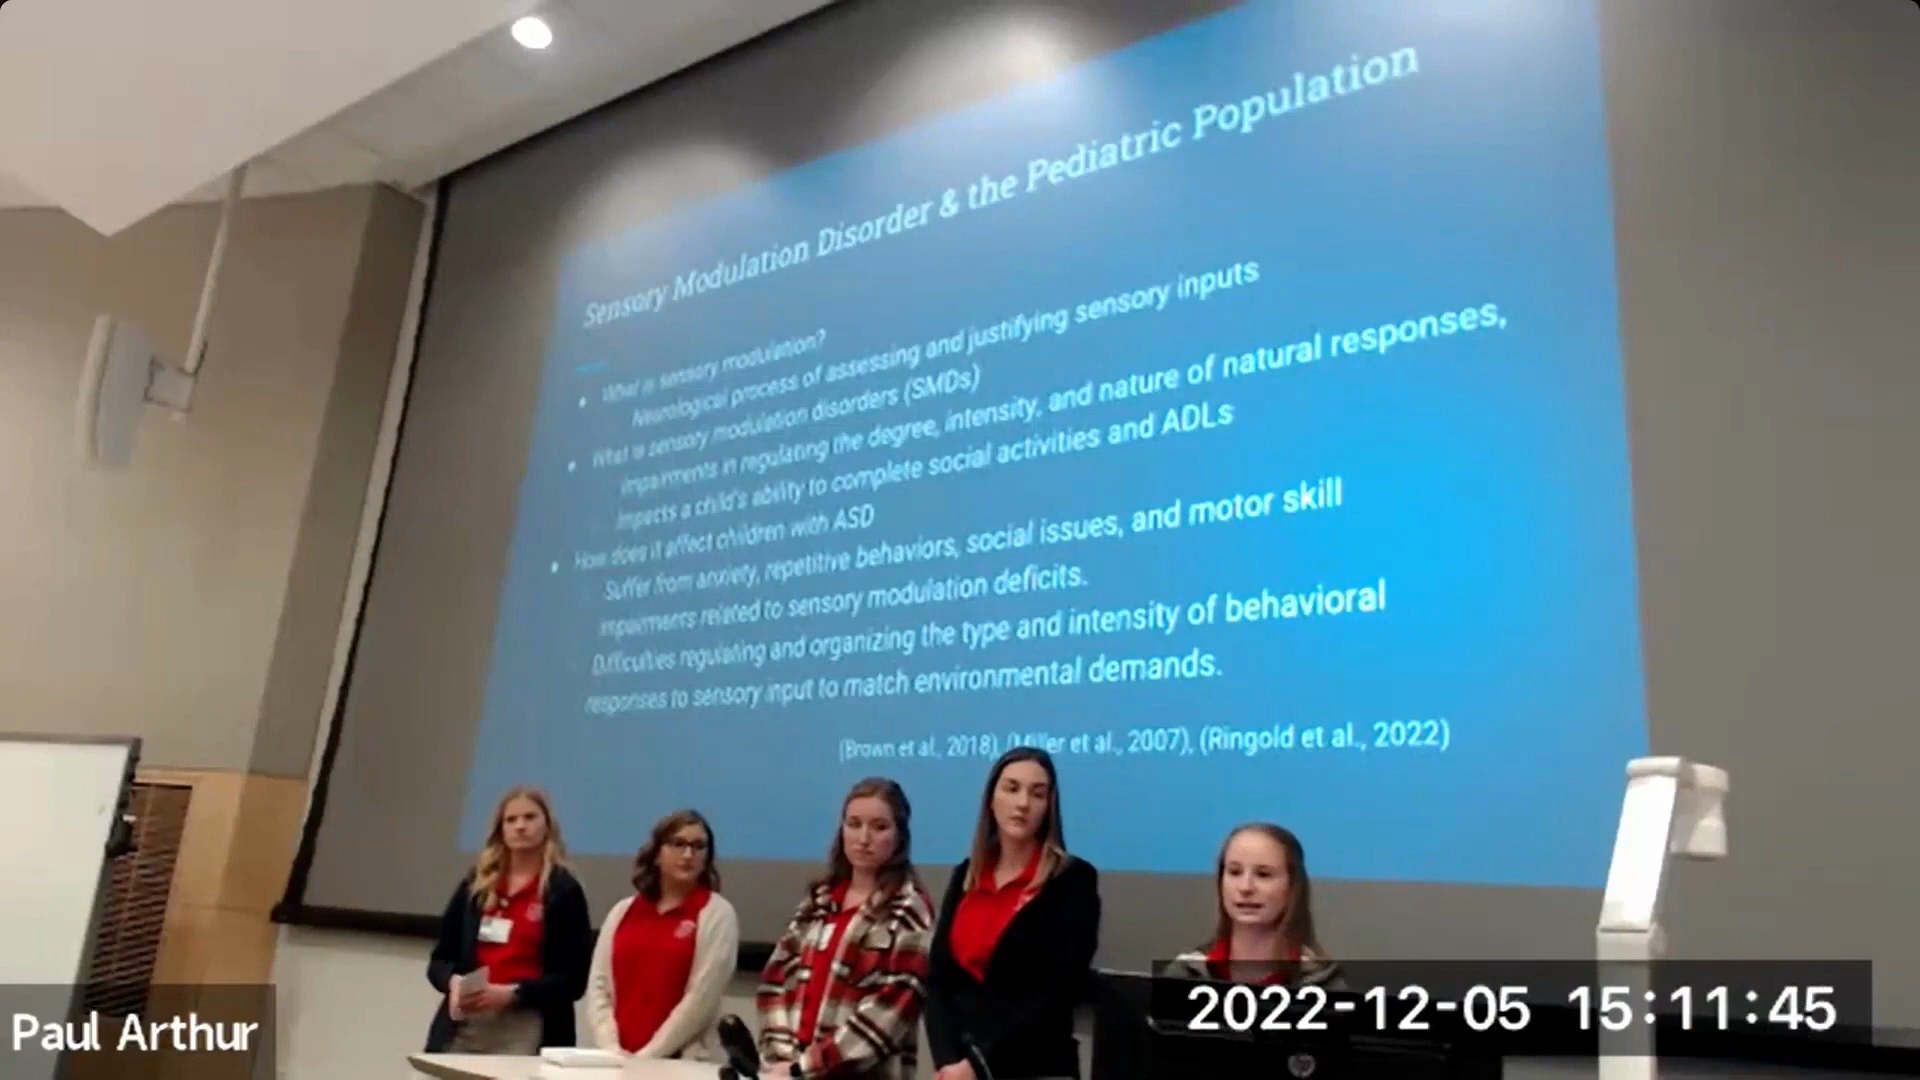 Sensory Modulation Disorder & the Pediatric Population
• What is sensory modulation?
Neurological process of assessing and justifying sensory inputs
• What is sensory modulation disorders (SMDs)
Impairments in regulating the degree, intensity, and nature of natural responses,
Impacts a child's ability to complete social activities and ADLs
• How does it affect children with ASD
Suffer from anxiety, repetitive behaviors, social issues, and motor skill
impairments related to sensory modulation deficits.
Difficulties regulating and organizing the type and intensity of behavioral
responses to sensory input to match environmental demands.
(Brown et al., 2018), (Miller et al., 2007), (Ringold et al., 2022)
Paul Arthur
2022-12-05 15:11:45